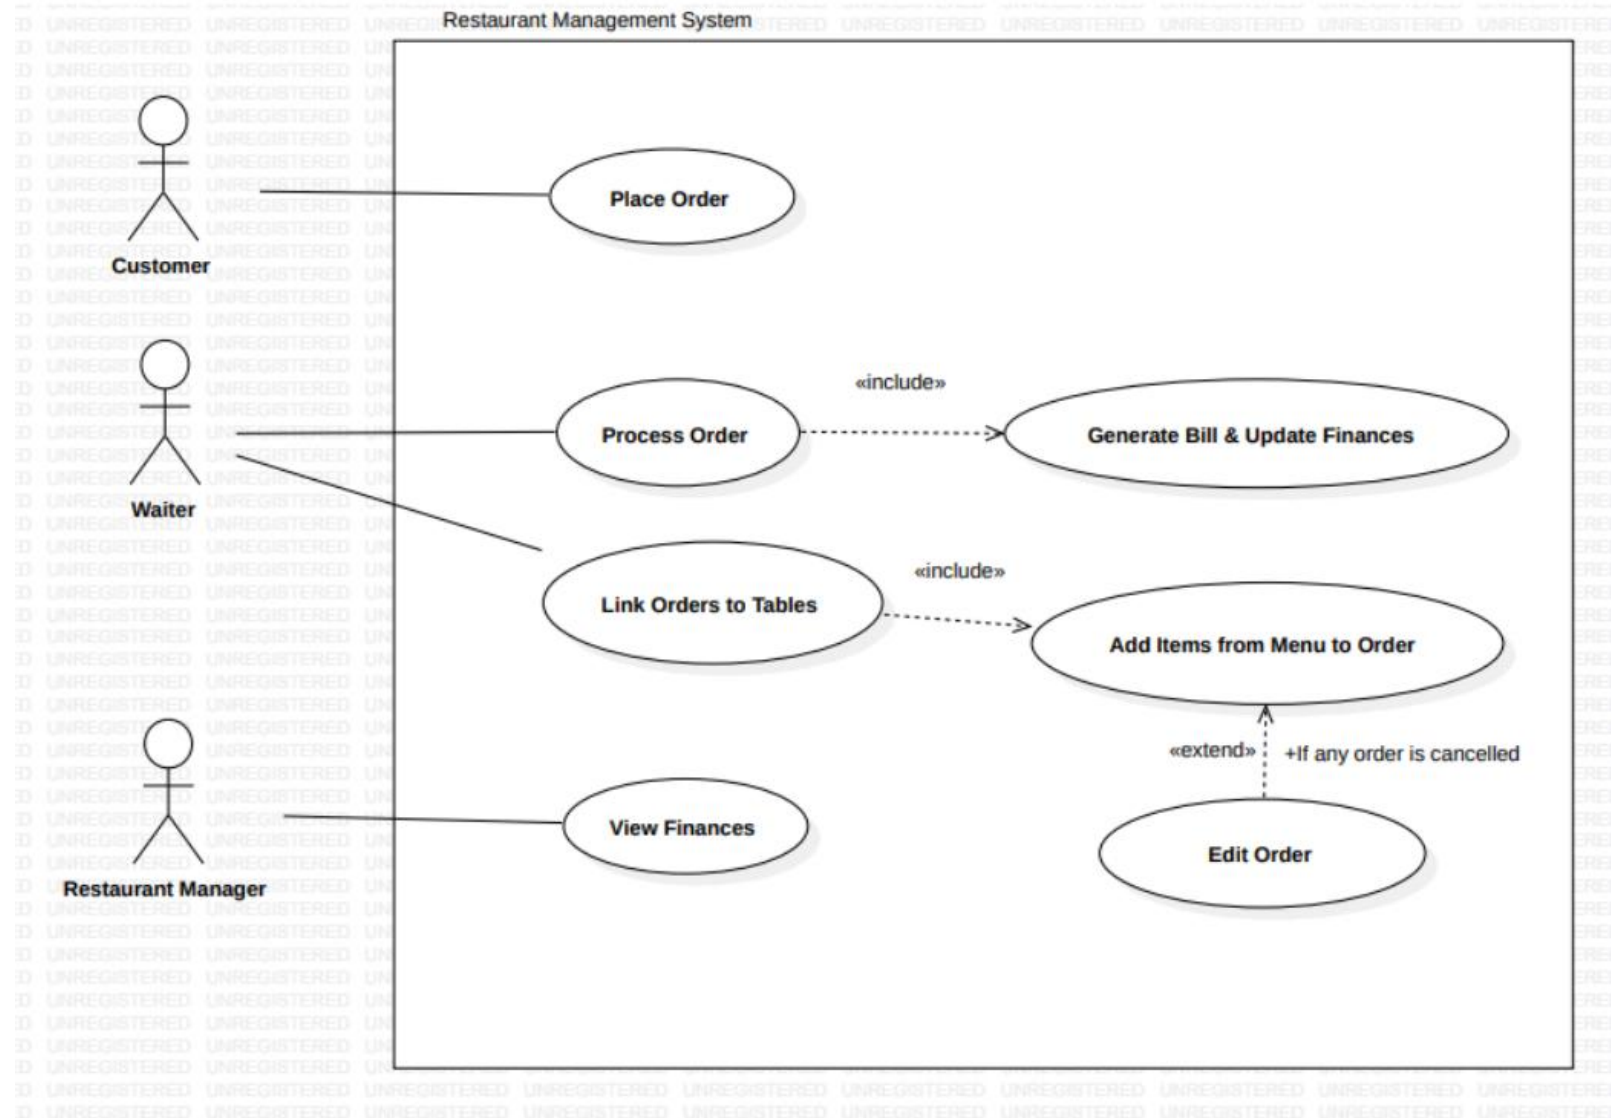 Restaurant Management System
Customer
Place Order
Waiter
Process Order
«include»
Generate Bill & Update Finances
Link Orders to Tables
«include»
Add Items from Menu to Order
«extend»
+If any order is cancelled
Edit Order
Restaurant Manager
View Finances
UNREGISTERED